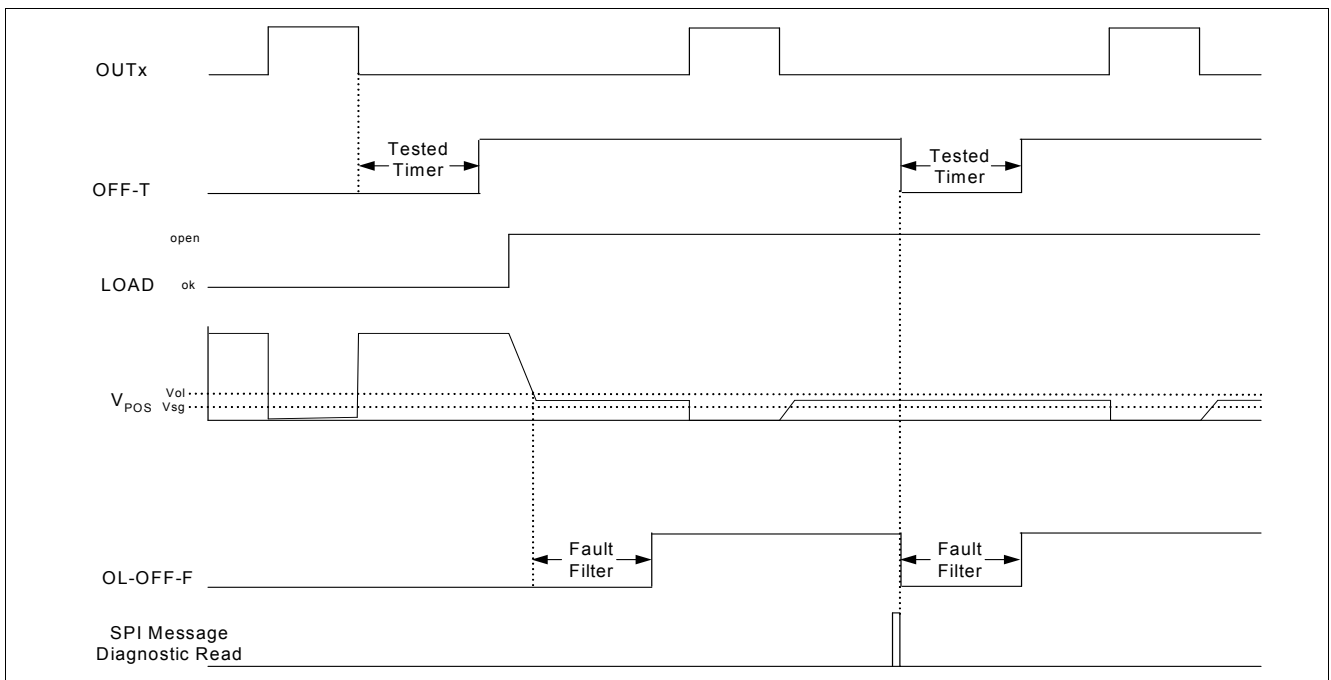 OUTx
Tested
Timer
Tested
Timer
OFF-T
open
LOAD ok
Vol
VPOS Vsg
Fault
Filter
Fault
Filter
OL-OFF-F
SPI Message
Diagnostic Read